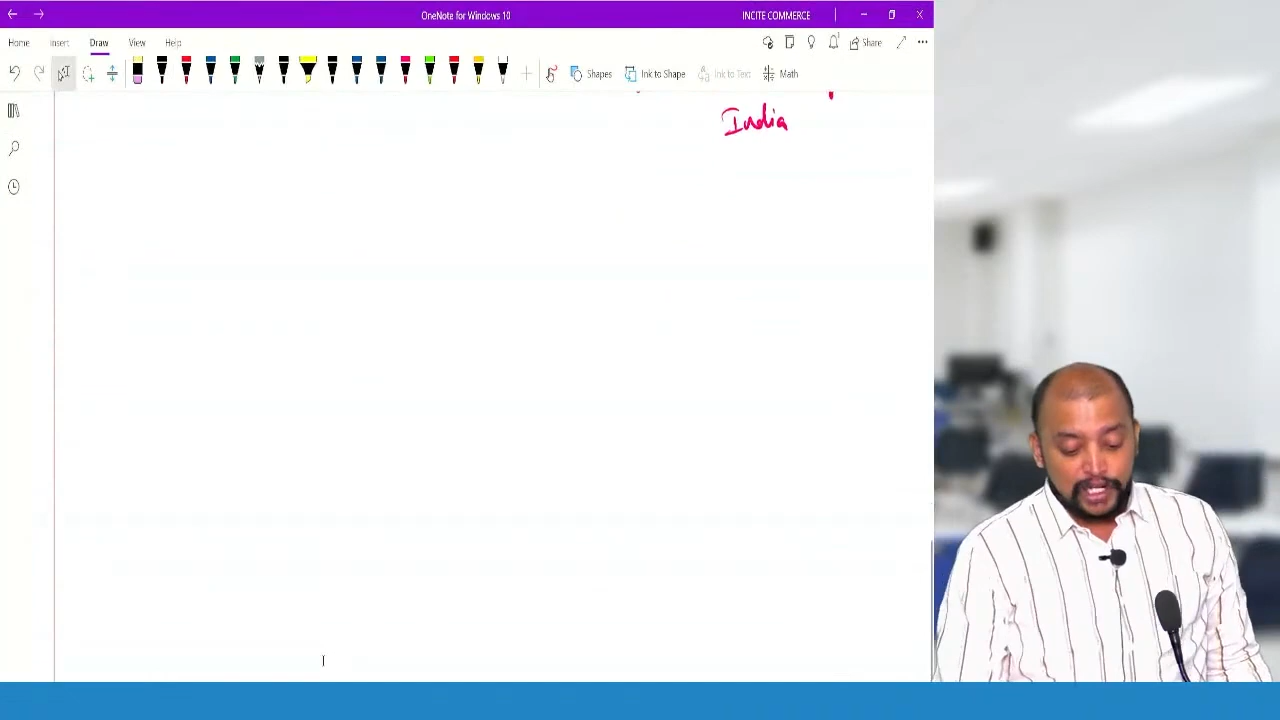 OneNote for Windows 10
INCITE COMMERCE
Home Insert Draw View Help
Share
Shapes
Ink to Shape
Ink to Text
Math
India